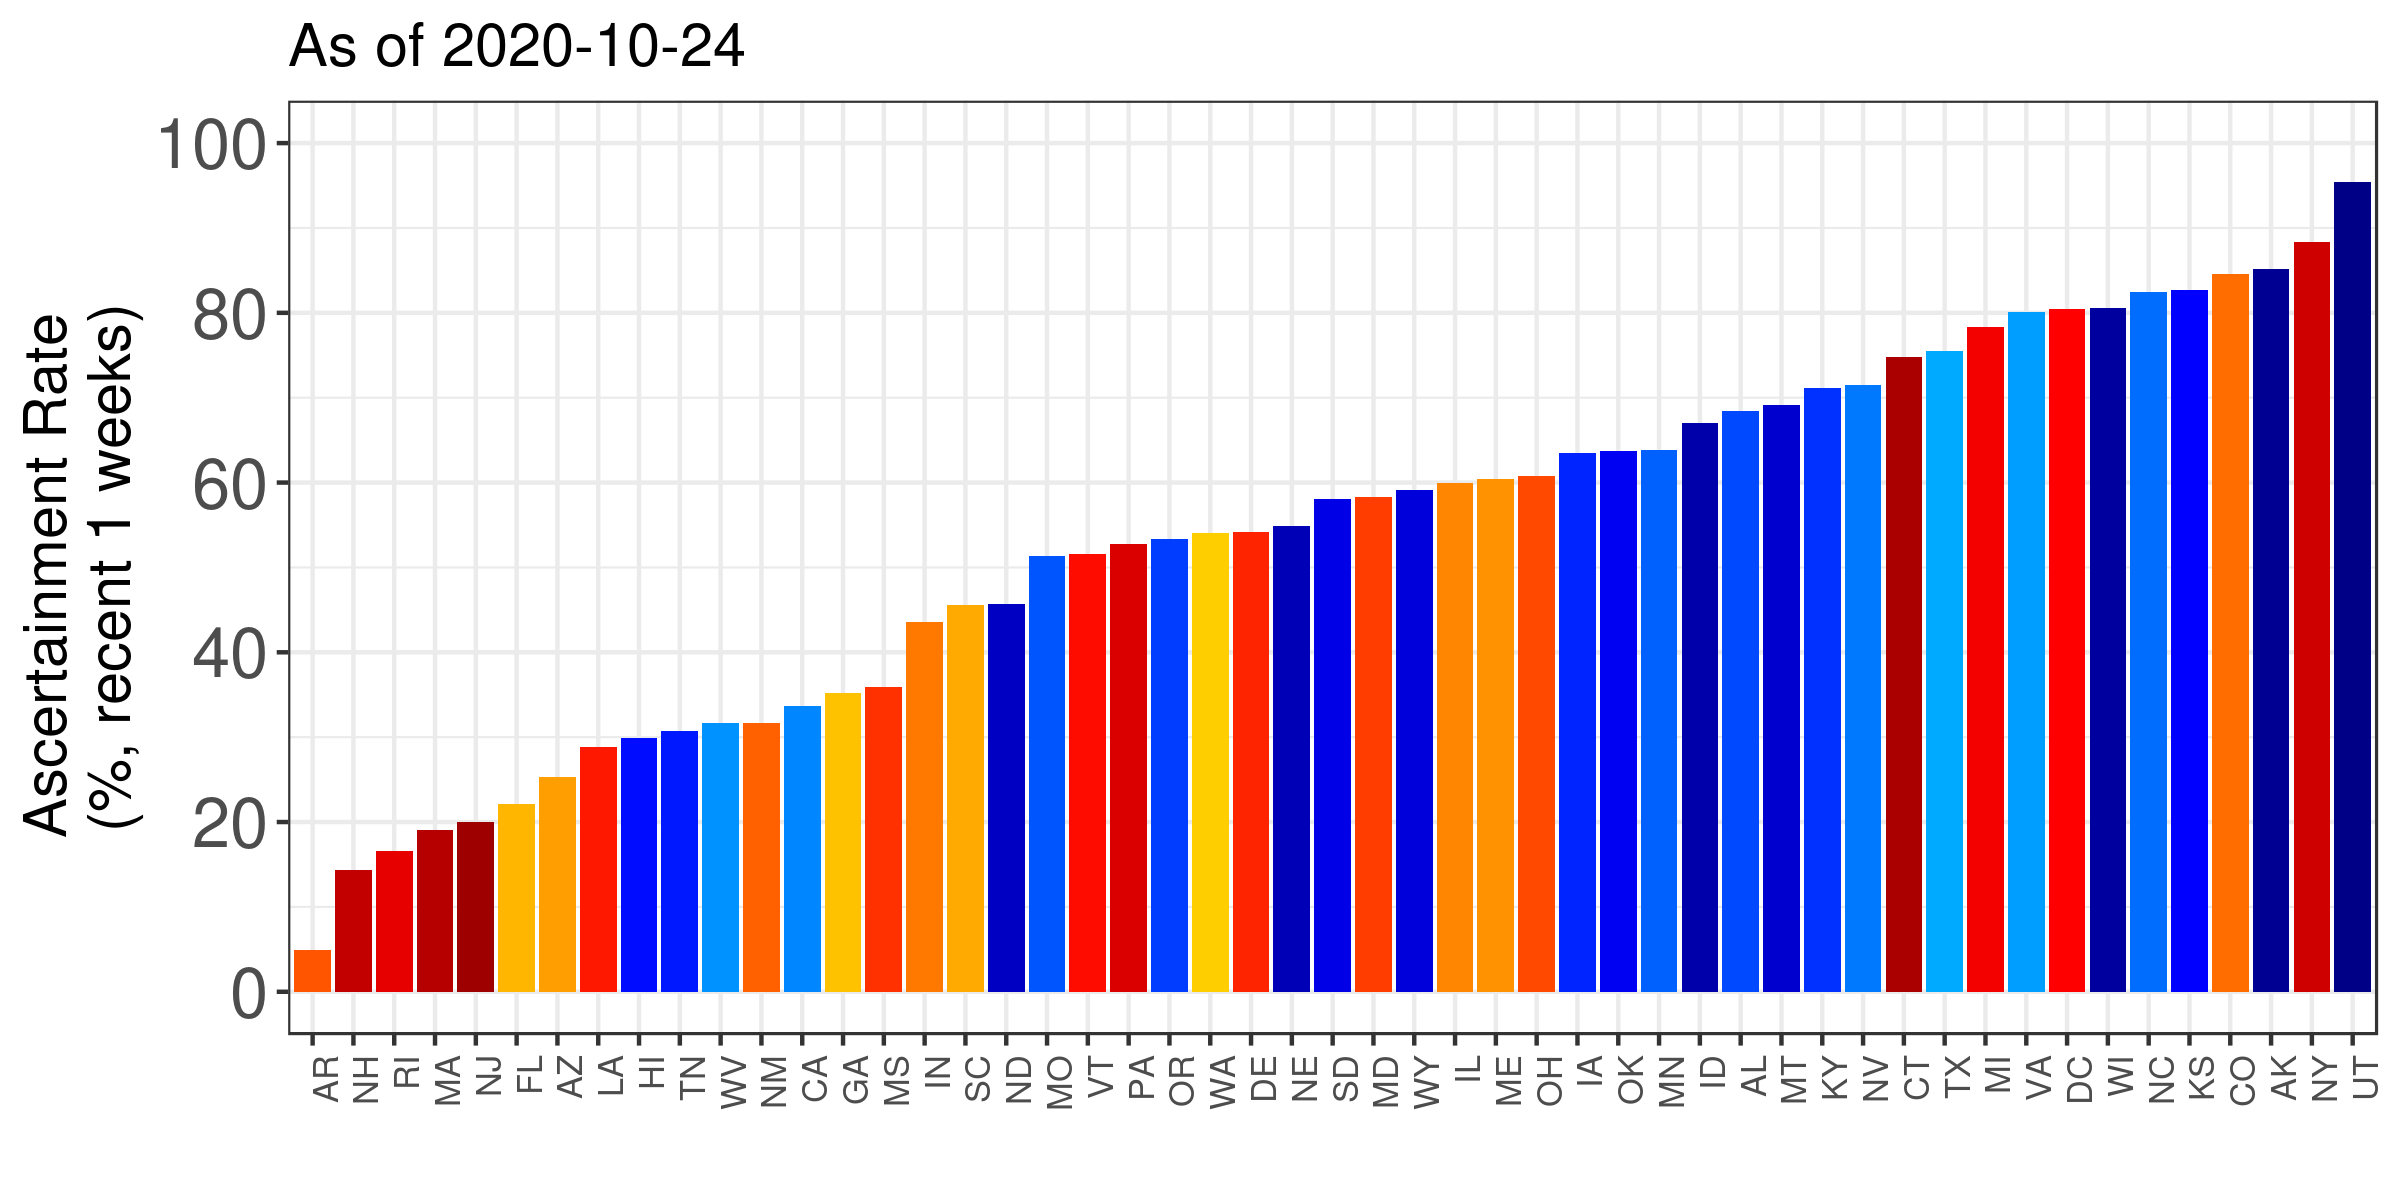 As of 2020-10-24
Ascertainment Rate
(%, recent 1 weeks)
100
80
60
40
20
0
AR NH RI MA NJ FL AZ LA HI TN WV NM CA GA MS IN SC ND MO VT PA OR WA DE NE SD MD WY IL ME OH IA OK MN ID AL MT KY NV CT TX MI VA DC WI NC KS CO AK NY UT